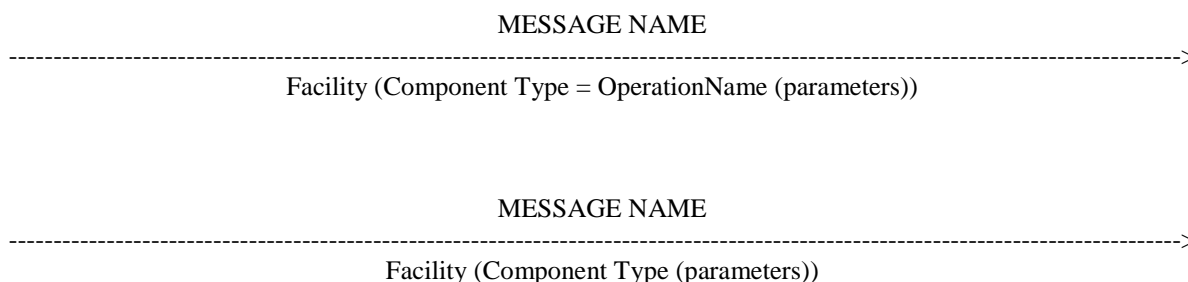 MESSAGE NAME
------------------------------------------------------------------------------------------------------------------------------------>
Facility (Component Type = OperationName (parameters))
MESSAGE NAME
------------------------------------------------------------------------------------------------------------------------------------>
Facility (Component Type (parameters))